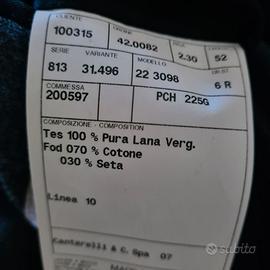 CLIENTE
100315
42.0082
2.30
52
SERIE VARIANTE MODELLO
813 31.496 22 3098
6 R
COMMESSA
200597 PCH 225G
COMPOSIZIONE - COMPOSITION
Tes 100 % Pura Lana Verg.
Fod 070 % Cotone
030 % Seta
Linea 10
Cantarelli & C. Spa 07
subito